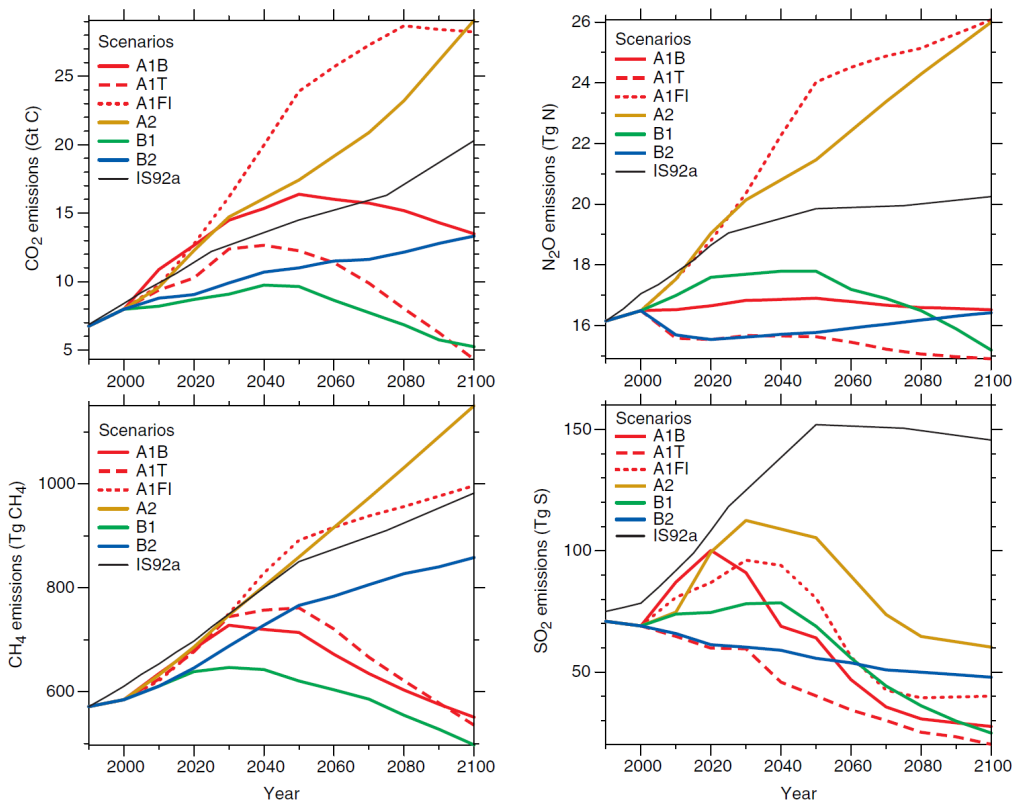 Scenarios
A1B
A1T
A1FI
A2
B1
B2
IS92a
CO₂ emissions (Gt C)
25
20
15
10
5
2000 2020 2040 2060 2080 2100
Scenarios
A1B
A1T
A1FI
A2
B1
B2
IS92a
N₂O emissions (Tg N)
26
24
22
20
18
16
2000 2020 2040 2060 2080 2100
Scenarios
A1B
A1T
A1FI
A2
B1
B2
IS92a
CH₄ emissions (Tg CH₄)
1000
800
600
2000 2020 2040 2060 2080 2100
Year
Scenarios
A1B
A1T
A1FI
A2
B1
B2
IS92a
SO₂ emissions (Tg S)
150
100
50
2000 2020 2040 2060 2080 2100
Year